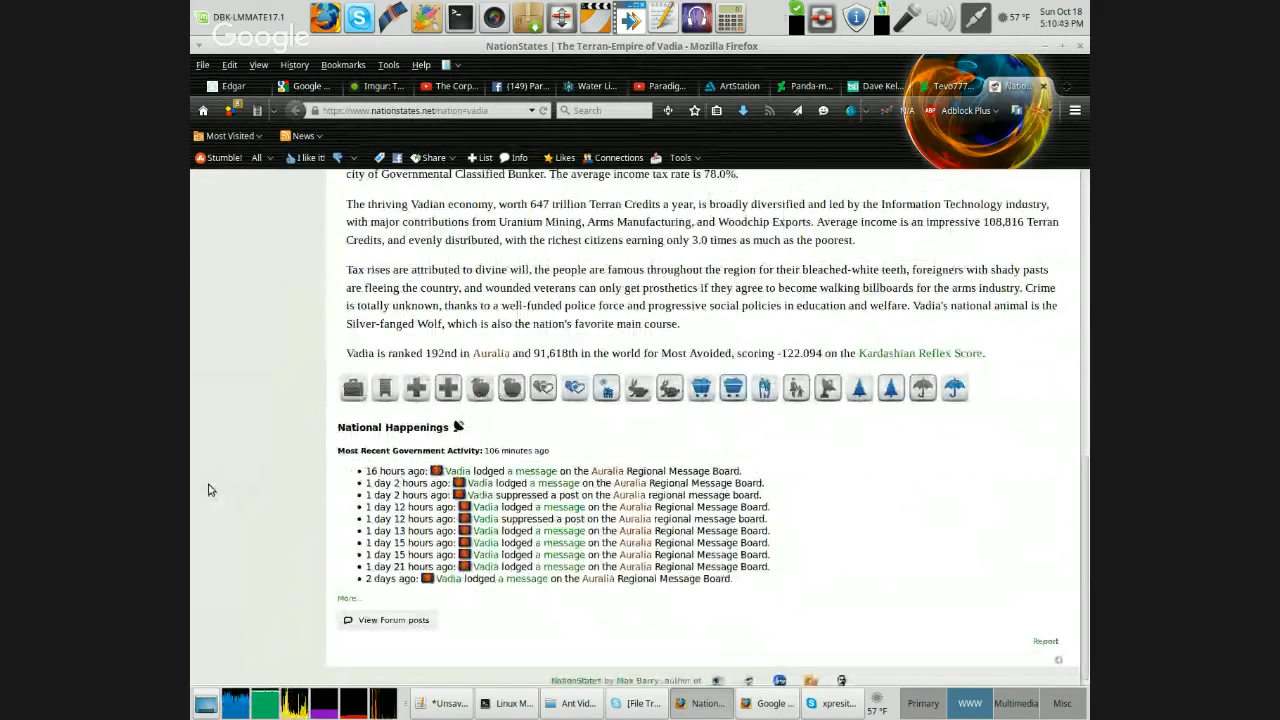 DBK-LMMATE17.1
57 °F
Sun Oct 18
5:10:43 PM
Google
NationStates | The Terran-Empire of Vadia - Mozilla Firefox
File Edit View History Bookmarks Tools Help
Edgar
Google ...
Imgur: T...
The Corp...
(149) Par...
Water Li...
Paradig...
ArtStation
Panda-m...
Dave Kel...
Tevo777...
Natio...
https://www.nationstates.net/nation=vadia
Search
N/A
ABP Adblock Plus
Most Visited News
Stumble! All I like it! Share List Info Likes Connections Tools
city of Governmental Classified Bunker. The average income tax rate is 78.0%.
The thriving Vadian economy, worth 647 trillion Terran Credits a year, is broadly diversified and led by the Information Technology industry,
with major contributions from Uranium Mining, Arms Manufacturing, and Woodchip Exports. Average income is an impressive 108,816 Terran
Credits, and evenly distributed, with the richest citizens earning only 3.0 times as much as the poorest.
Tax rises are attributed to divine will, the people are famous throughout the region for their bleached-white teeth, foreigners with shady pasts
are fleeing the country, and wounded veterans can only get prosthetics if they agree to become walking billboards for the arms industry. Crime
is totally unknown, thanks to a well-funded police force and progressive social policies in education and welfare. Vadia's national animal is the
Silver-fanged Wolf, which is also the nation's favorite main course.
Vadia is ranked 192nd in Auralia and 91,618th in the world for Most Avoided, scoring -122.094 on the Kardashian Reflex Score.
National Happenings
Most Recent Government Activity: 106 minutes ago
16 hours ago: Vadia lodged a message on the Auralia Regional Message Board.
1 day 2 hours ago: Vadia lodged a message on the Auralia Regional Message Board.
1 day 2 hours ago: Vadia suppressed a post on the Auralia regional message board.
1 day 12 hours ago: Vadia lodged a message on the Auralia Regional Message Board.
1 day 12 hours ago: Vadia suppressed a post on the Auralia regional message board.
1 day 13 hours ago: Vadia lodged a message on the Auralia Regional Message Board.
1 day 15 hours ago: Vadia lodged a message on the Auralia Regional Message Board.
1 day 15 hours ago: Vadia lodged a message on the Auralia Regional Message Board.
1 day 21 hours ago: Vadia lodged a message on the Auralia Regional Message Board.
2 days ago: Vadia lodged a message on the Auralia Regional Message Board.
More...
View Forum posts
Report
NationStates by Max Barry, author of
*Unsav...
Linux M...
Ant Vid...
[File Tr...
Nation...
Google ...
xpresit...
57 °F
Primary
WWW
Multimedia
Misc